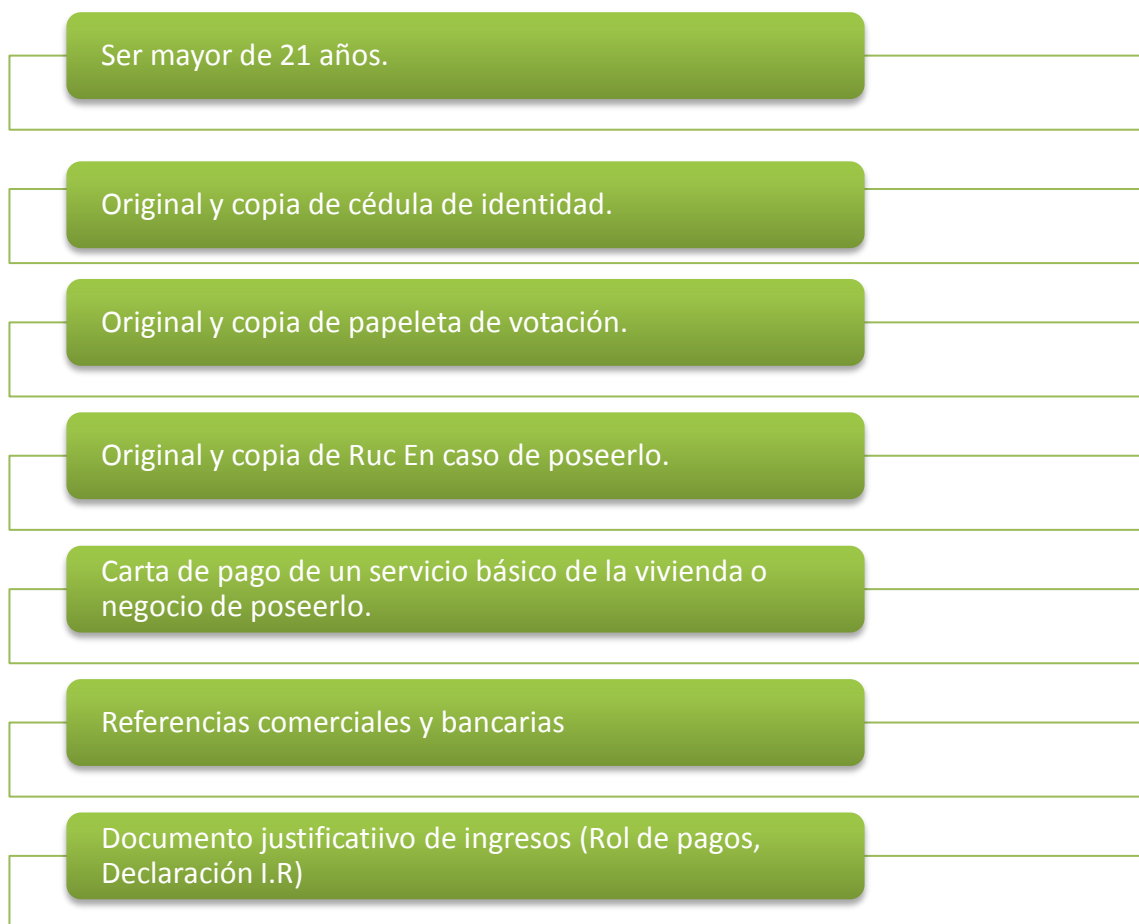 Ser mayor de 21 años.
Original y copia de cédula de identidad.
Original y copia de papeleta de votación.
Original y copia de Ruc En caso de poseerlo.
Carta de pago de un servicio básico de la vivienda o
negocio de poseerlo.
Referencias comerciales y bancarias
Documento justificatiivo de ingresos (Rol de pagos,
Declaración I.R)